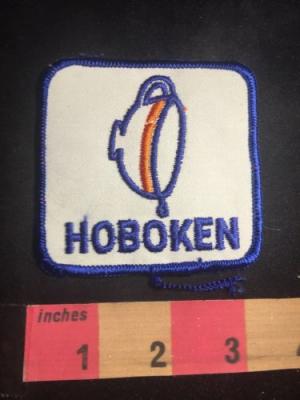 HOBOKEN
inches
1 2 3